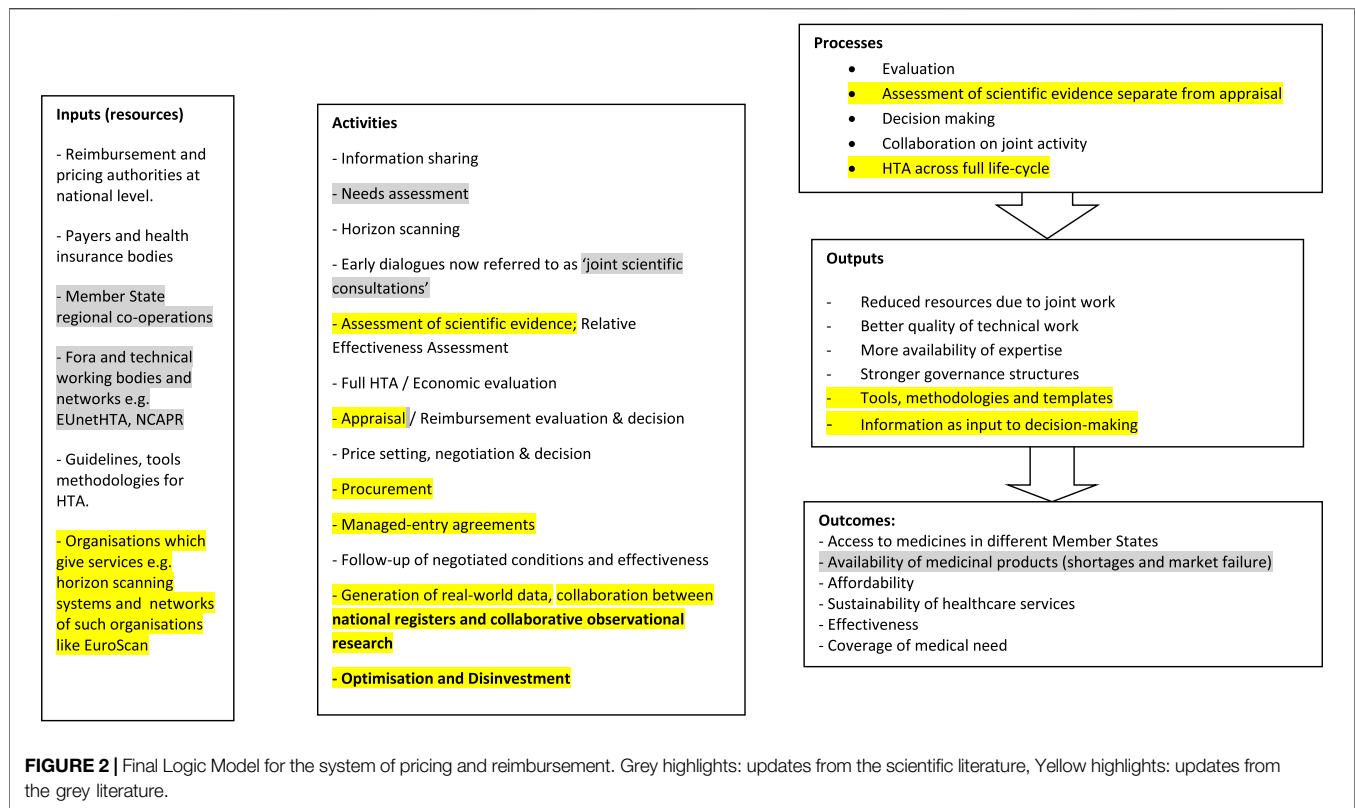 Inputs (resources)
- Reimbursement and
pricing authorities at
national level.
- Payers and health
insurance bodies
- Member State
regional co-operations
- Fora and technical
working bodies and
networks e.g.
EUnetHTA, NCAPR
- Guidelines, tools
methodologies for
HTA.
- Organisations which
give services e.g.
horizon scanning
systems and networks
of such organisations
like EuroScan
Activities
- Information sharing
- Needs assessment
- Horizon scanning
- Early dialogues now referred to as ‘joint scientific
consultations’
- Assessment of scientific evidence; Relative
Effectiveness Assessment
- Full HTA / Economic evaluation
- Appraisal / Reimbursement evaluation & decision
- Price setting, negotiation & decision
- Procurement
- Managed-entry agreements
- Follow-up of negotiated conditions and effectiveness
- Generation of real-world data, collaboration between
national registers and collaborative observational
research
- Optimisation and Disinvestment
Processes
• Evaluation
• Assessment of scientific evidence separate from appraisal
• Decision making
• Collaboration on joint activity
• HTA across full life-cycle
Outputs
- Reduced resources due to joint work
- Better quality of technical work
- More availability of expertise
- Stronger governance structures
- Tools, methodologies and templates
- Information as input to decision-making
Outcomes:
- Access to medicines in different Member States
- Availability of medicinal products (shortages and market failure)
- Affordability
- Sustainability of healthcare services
- Effectiveness
- Coverage of medical need
FIGURE 2 | Final Logic Model for the system of pricing and reimbursement. Grey highlights: updates from the scientific literature, Yellow highlights: updates from
the grey literature.